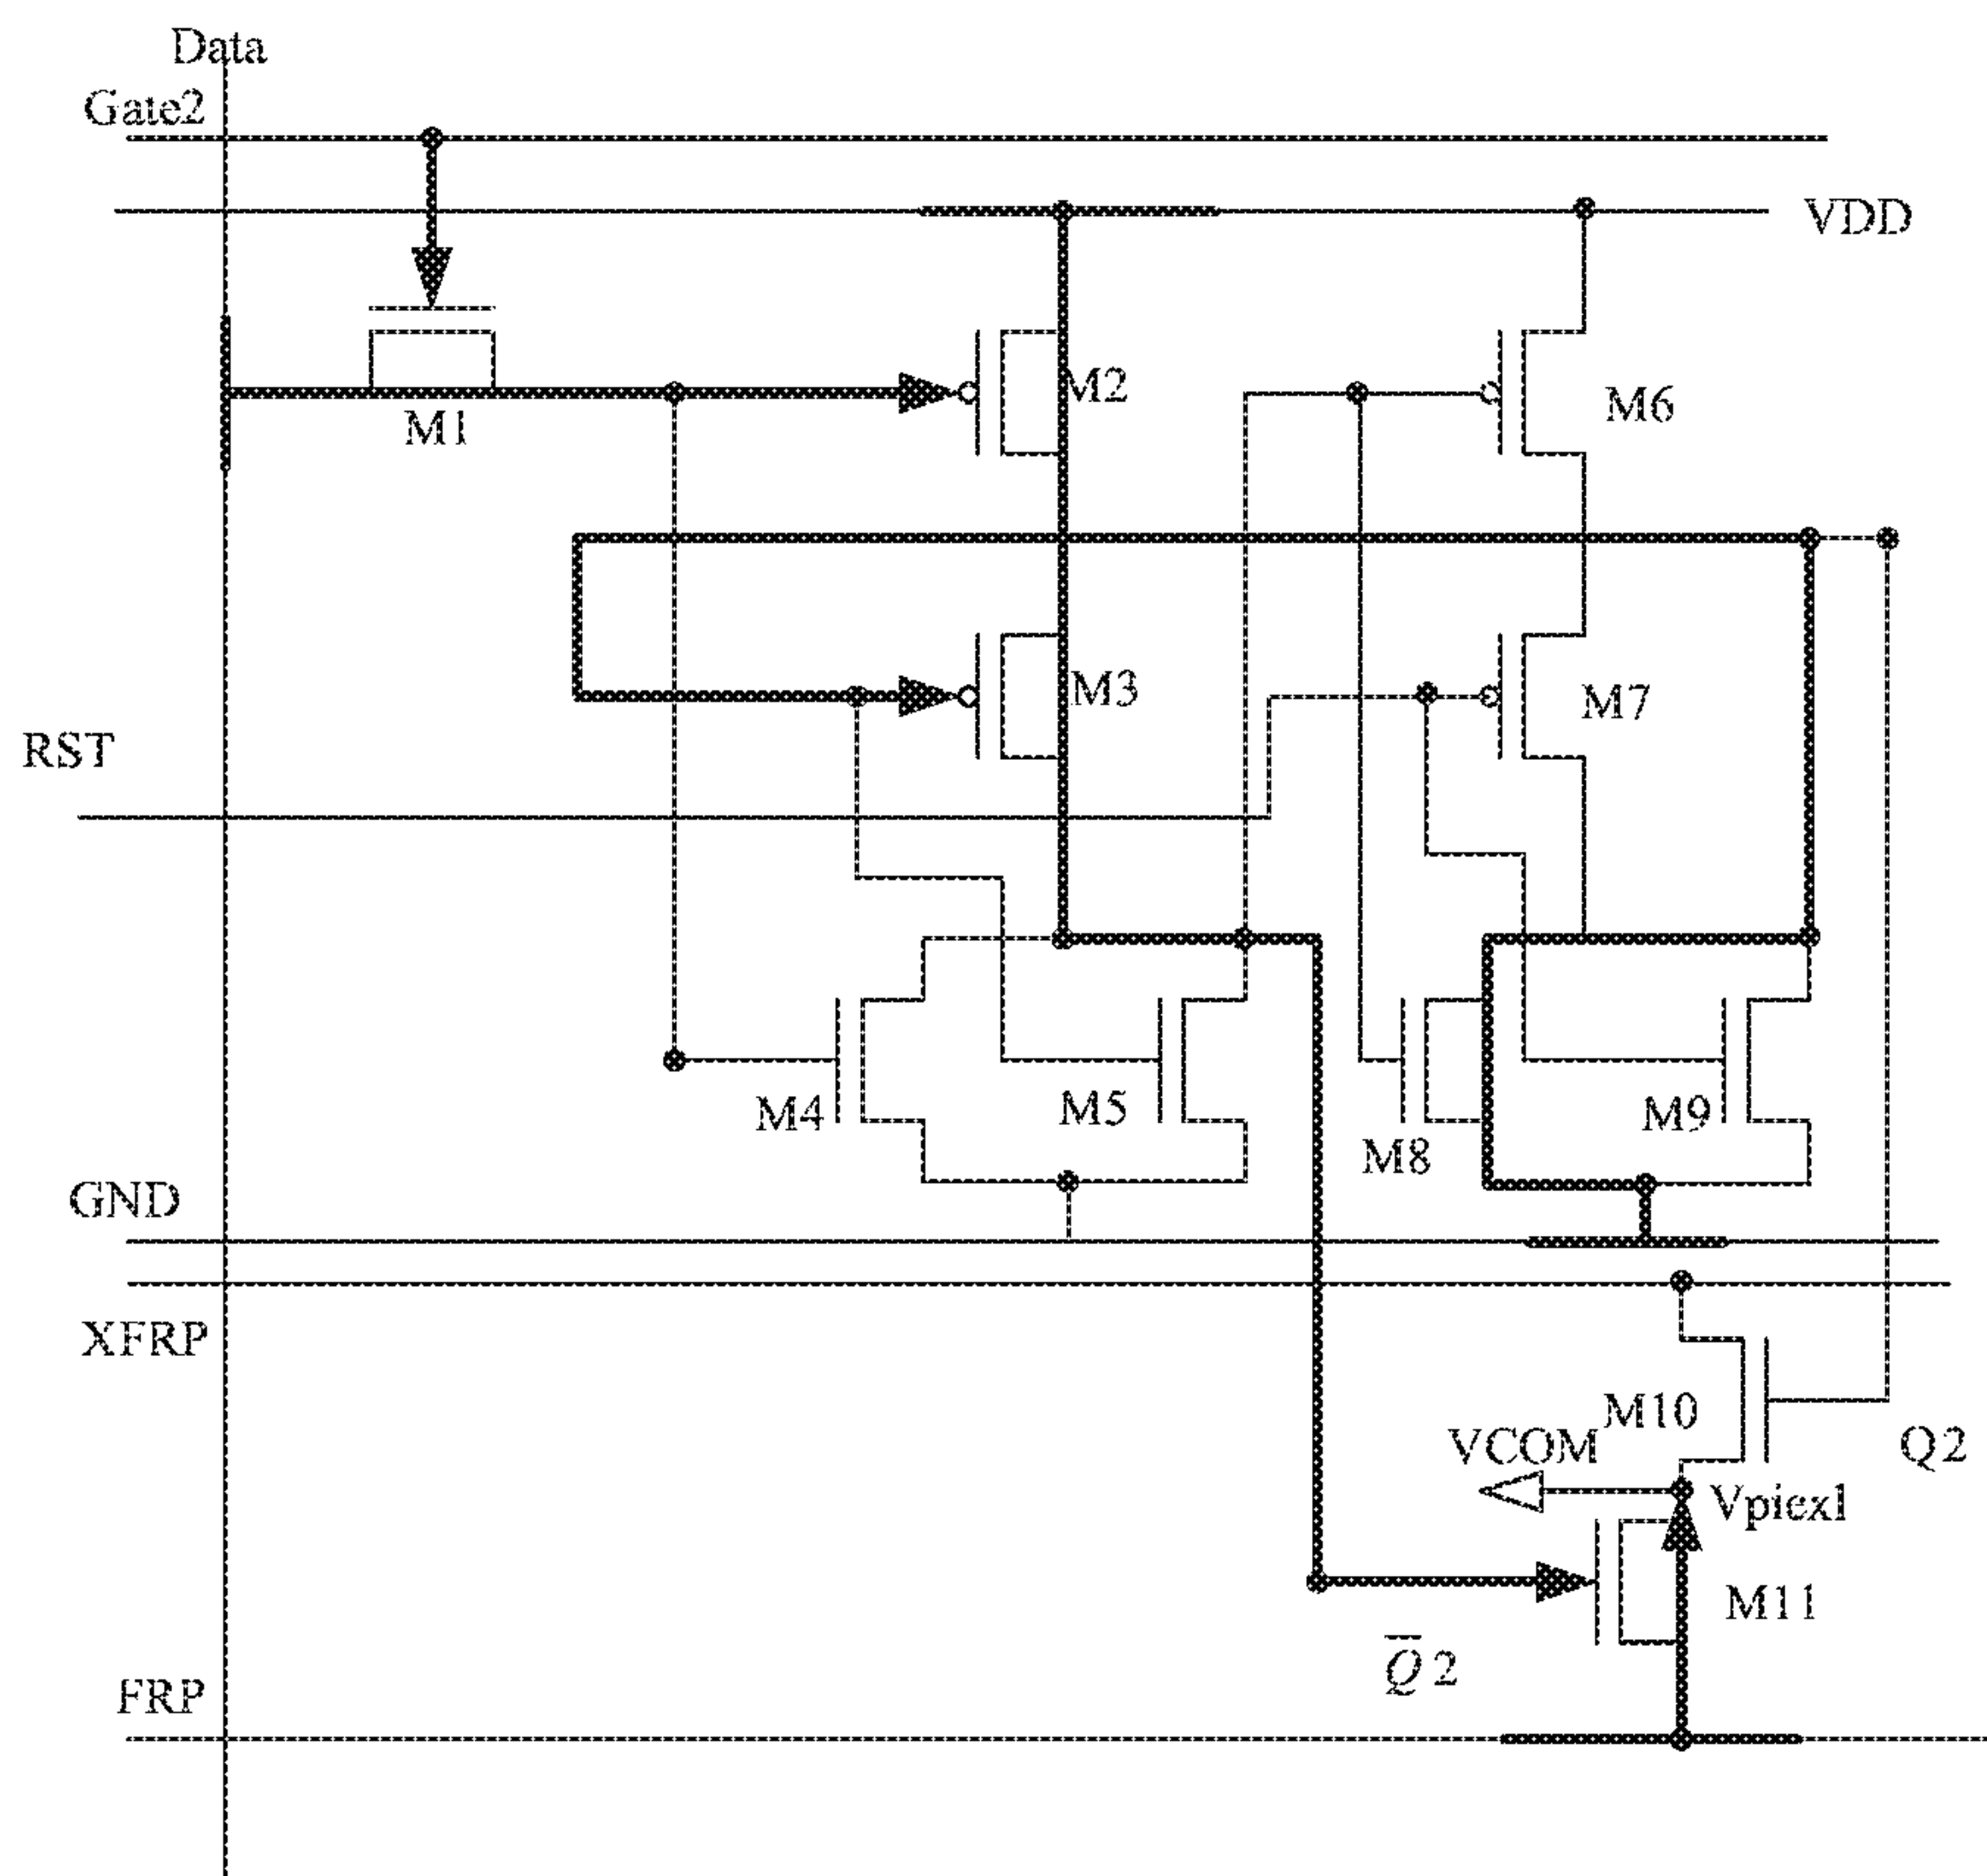 Data
Gate2
VDD
M1
M2
M6
M3
M7
RST
M4
M5
M8
M9
GND
XFRP
M10
VCOM
Q2
Vpiexl
M11
Q̅2
FRP